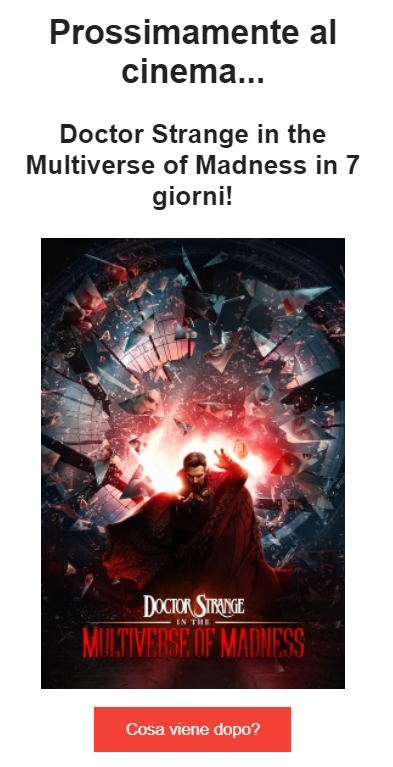 Prossimamente al
cinema...
Doctor Strange in the
Multiverse of Madness in 7
giorni!
DOCTOR STRANGE
IN THE
MULTIVERSE OF MADNESS
Cosa viene dopo?